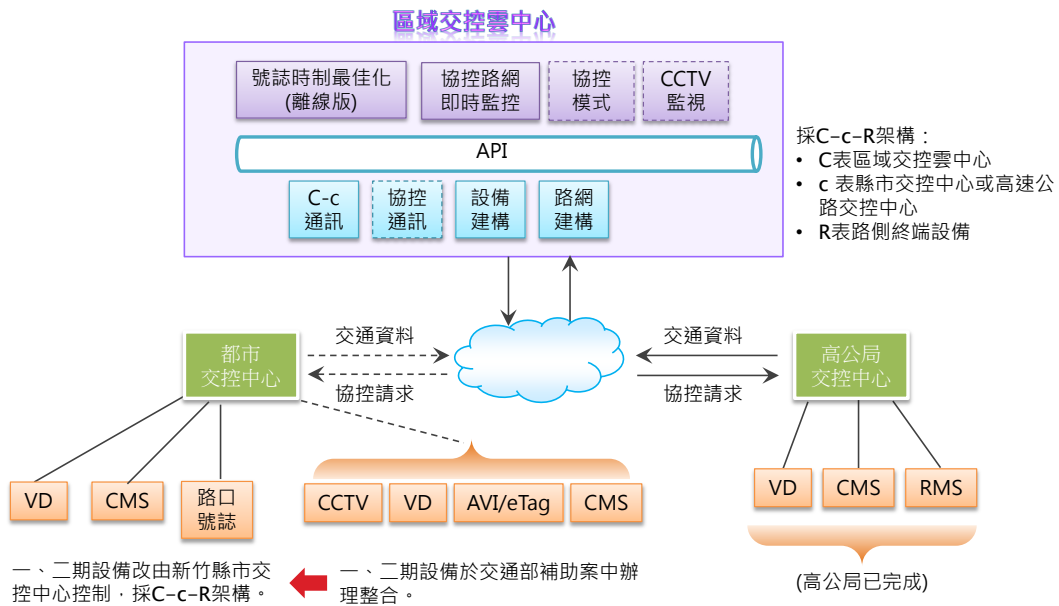 區域交控雲中心
號誌時制最佳化
(離線版)
協控路網
即時監控
協控
模式
CCTV
監視
API
C-c
通訊
協控
通訊
設備
建構
路網
建構
採C–c–R架構：
• C表區域交控雲中心
• c 表縣市交控中心或高速公
路交控中心
• R表路側終端設備
都市
交控中心
交通資料
協控請求
交通資料
協控請求
高公局
交控中心
VD
CMS
路口
號誌
CCTV
VD
AVI/eTag
CMS
VD
CMS
RMS
一、二期設備改由新竹縣市交
控中心控制，採C–c–R架構。
一、二期設備於交通部補助案中辦
理整合。
(高公局已完成)